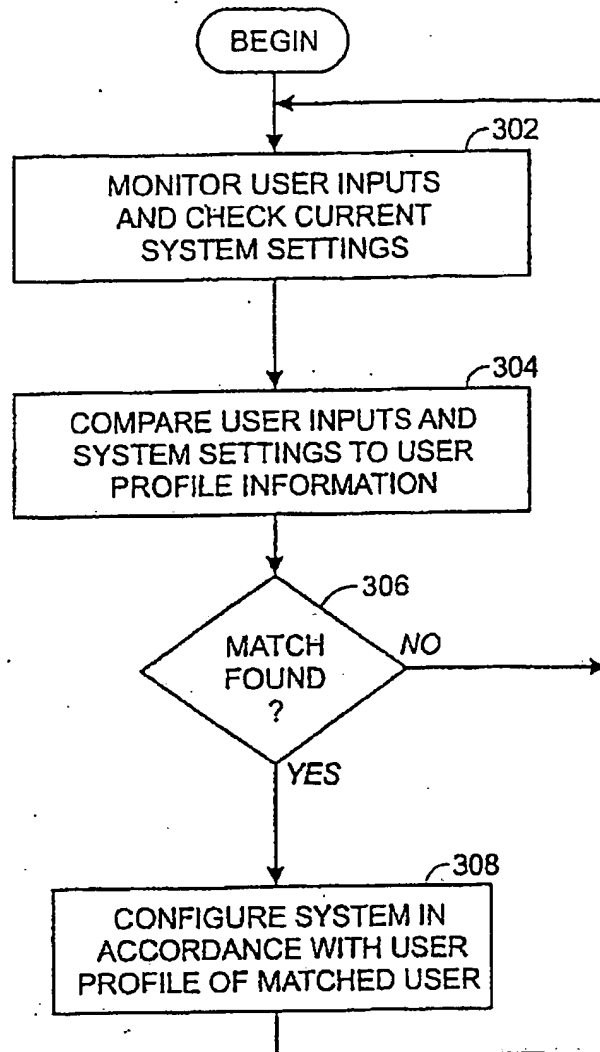 BEGIN
302
MONITOR USER INPUTS
AND CHECK CURRENT
SYSTEM SETTINGS
304
COMPARE USER INPUTS AND
SYSTEM SETTINGS TO USER
PROFILE INFORMATION
306
MATCH
FOUND
?
NO
YES
308
CONFIGURE SYSTEM IN
ACCORDANCE WITH USER
PROFILE OF MATCHED USER